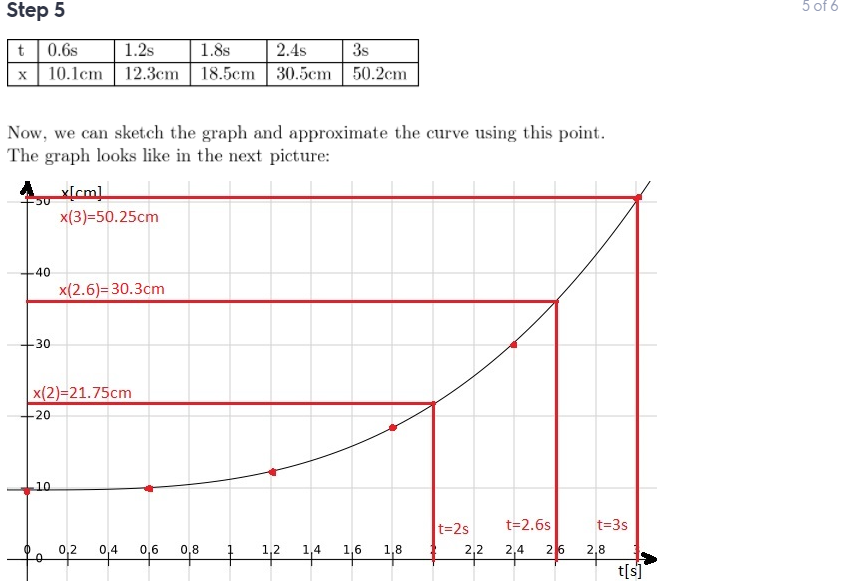 Step 5
5 of 6
t 0.6s 1.2s 1.8s 2.4s 3s
x 10.1cm 12.3cm 18.5cm 30.5cm 50.2cm
Now, we can sketch the graph and approximate the curve using this point.
The graph looks like in the next picture:
x[cm]
50
x(3)=50.25cm
40
x(2.6)=30.3cm
30
x(2)=21.75cm
20
10
t=2s t=2.6s t=3s
0 0,2 0,4 0,6 0,8 1 1,2 1,4 1,6 1,8 2 2,2 2,4 2,6 2,8 3
0
t[s]